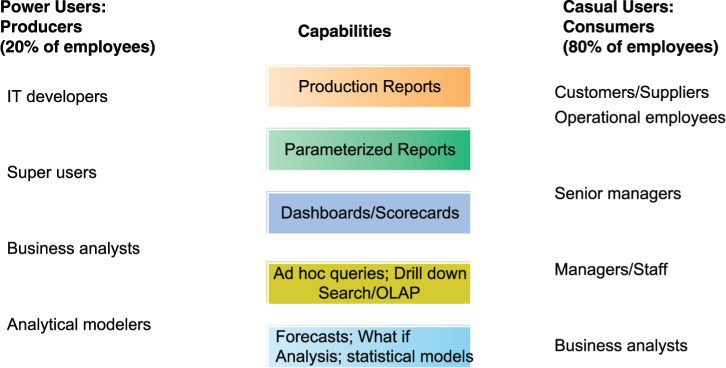 Power Users:
Producers
(20% of employees)
IT developers
Super users
Business analysts
Analytical modelers
Capabilities
Production Reports
Parameterized Reports
Dashboards/Scorecards
Ad hoc queries; Drill down
Search/OLAP
Forecasts; What if
Analysis; statistical models
Casual Users:
Consumers
(80% of employees)
Customers/Suppliers
Operational employees
Senior managers
Managers/Staff
Business analysts